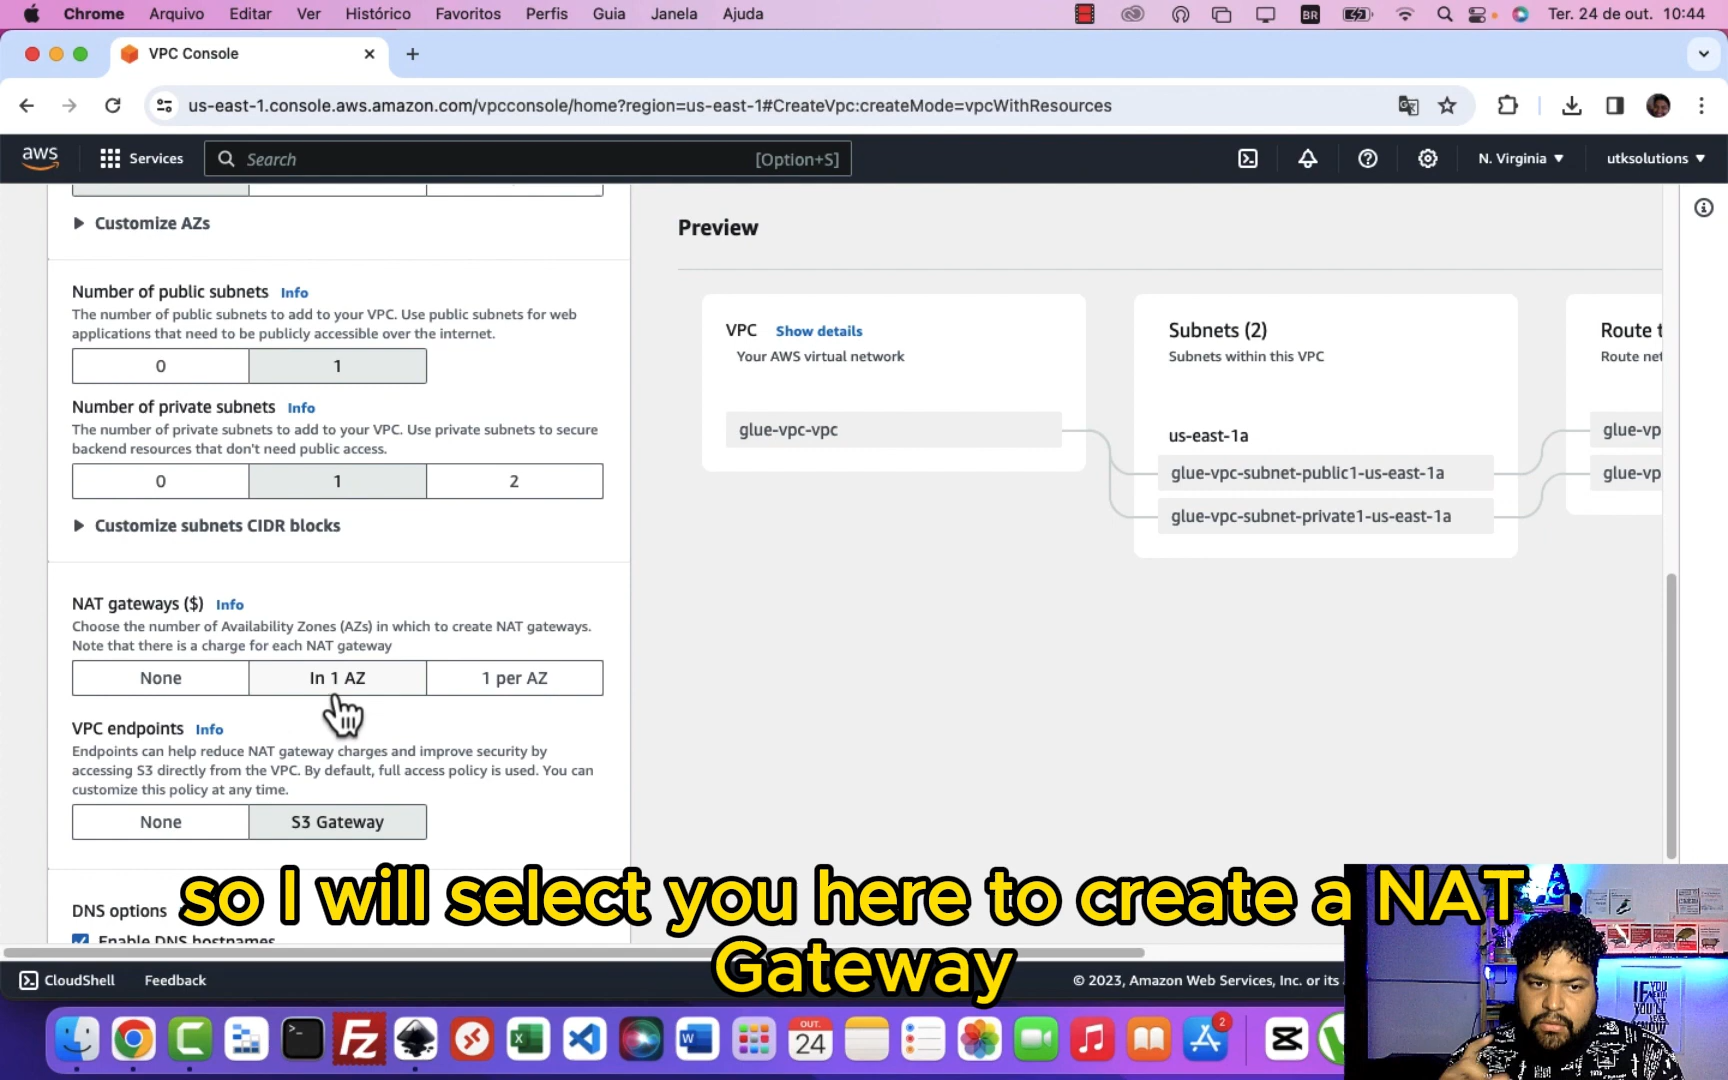 Chrome Arquivo Editar Ver Histórico Favoritos Perfis Guia Janela Ajuda BR Ter. 24 de out. 10:44
VPC Console
us-east-1.console.aws.amazon.com/vpcconsole/home?region=us-east-1#CreateVpc:createMode=vpcWithResources
aws Services Search [Option+S] N. Virginia utksolutions
Customize AZs
Number of public subnets Info
The number of public subnets to add to your VPC. Use public subnets for web
applications that need to be publicly accessible over the internet.
0 1
Number of private subnets Info
The number of private subnets to add to your VPC. Use private subnets to secure
backend resources that don't need public access.
0 1 2
Customize subnets CIDR blocks
NAT gateways ($) Info
Choose the number of Availability Zones (AZs) in which to create NAT gateways.
Note that there is a charge for each NAT gateway
None In 1 AZ 1 per AZ
VPC endpoints Info
Endpoints can help reduce NAT gateway charges and improve security by
accessing S3 directly from the VPC. By default, full access policy is used. You can
customize this policy at any time.
None S3 Gateway
DNS options
Enable DNS hostnames
Preview
VPC Show details
Your AWS virtual network
glue-vpc-vpc
Subnets (2)
Subnets within this VPC
us-east-1a
glue-vpc-subnet-public1-us-east-1a
glue-vpc-subnet-private1-us-east-1a
Route t
Route net
glue-vp
glue-vp
so I will select you here to create a NAT
Gateway
CloudShell Feedback © 2023, Amazon Web Services, Inc. or its
IF YOU
YOU'LL
KNOW
OUT.
24
2